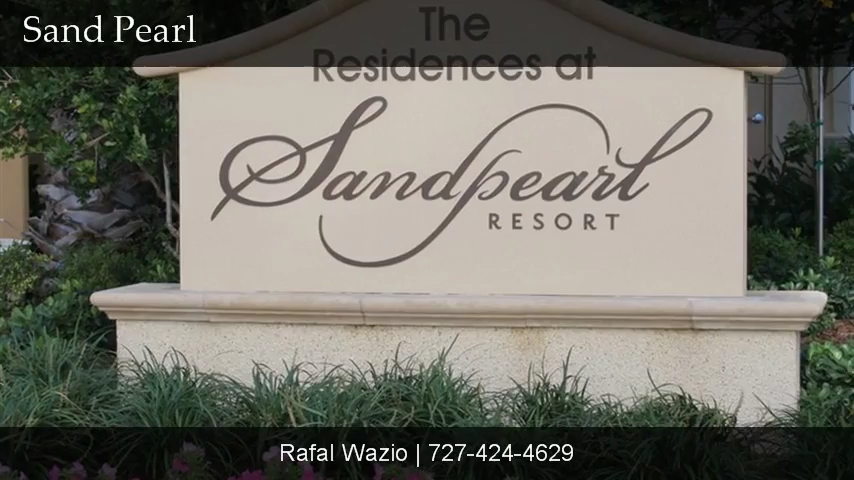 Sand Pearl
The
Residences at
Sandpearl
RESORT
Rafal Wazio | 727-424-4629